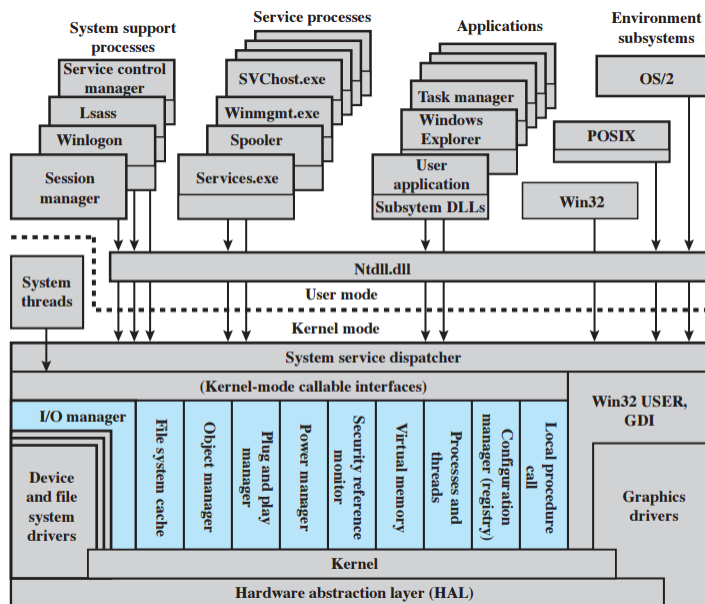 System support
processes
Service processes
Applications
Environment
subsystems
Service control
manager
Lsass
Winlogon
Session
manager
SVChost.exe
Winmgmt.exe
Spooler
Services.exe
Task manager
Windows
Explorer
User
application
Subsytem DLLs
OS/2
POSIX
Win32
System
threads
Ntdll.dll
User mode
Kernel mode
System service dispatcher
(Kernel-mode callable interfaces)
Win32 USER,
GDI
I/O manager
Device
and file
system
drivers
File system cache
Object manager
Plug and play
manager
Power manager
Security reference
monitor
Virtual memory
Processes and
threads
Configuration
manager (registry)
Local procedure
call
Graphics
drivers
Kernel
Hardware abstraction layer (HAL)